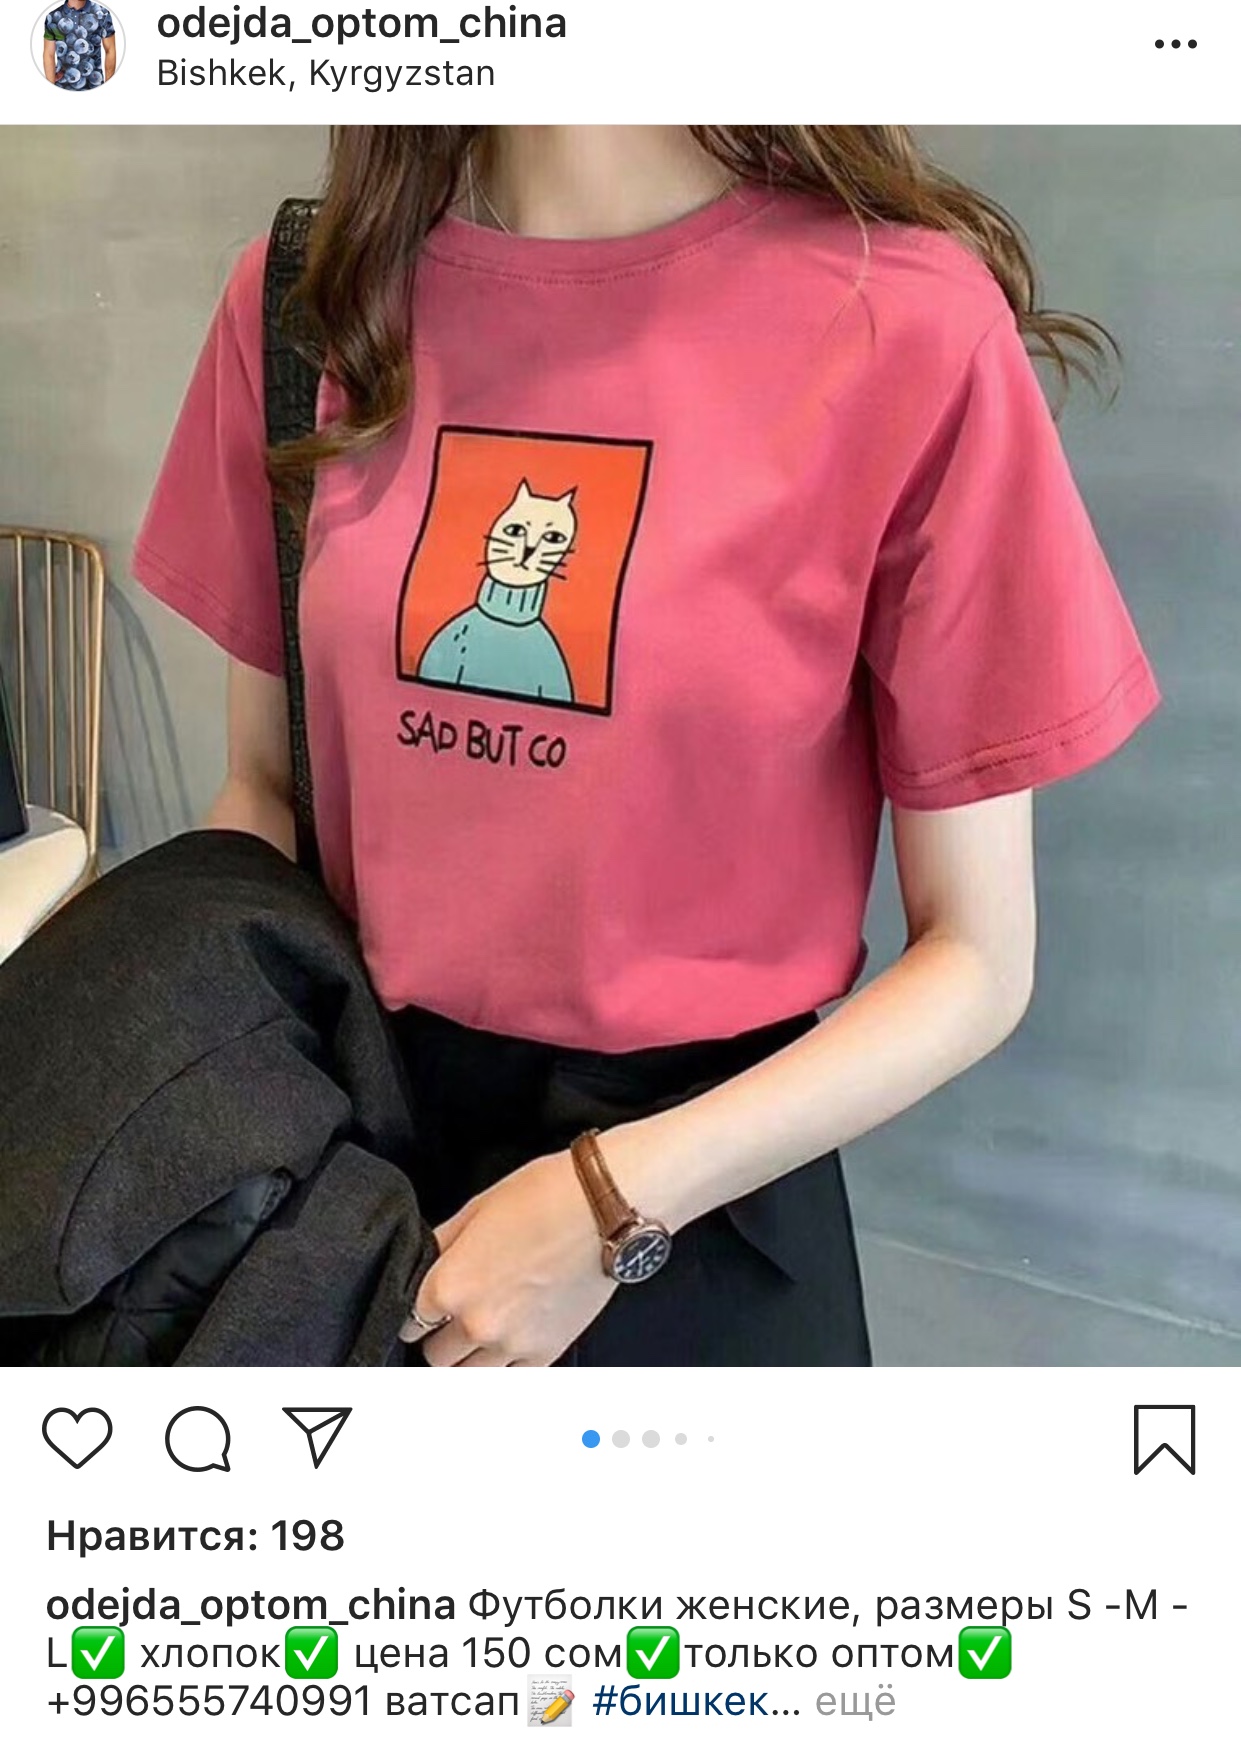 odejda_optom_china
Bishkek, Kyrgyzstan
SAD BUT CO
Нравится: 198
odejda_optom_china Футболки женские, размеры S -M -
L✅ хлопок✅ цена 150 сом✅только оптом✅
+996555740991 ватсап📝 #бишкек... ещё